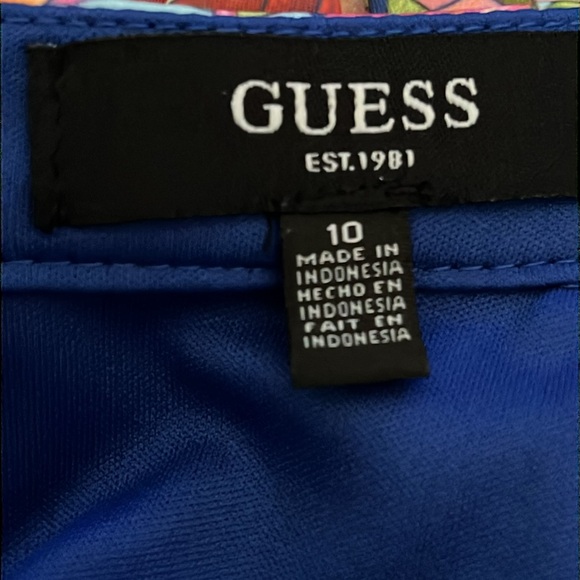 GUESS
EST.1981
10
MADE IN
INDONESIA
HECHO EN
INDONESIA
FAIT EN
INDONESIA